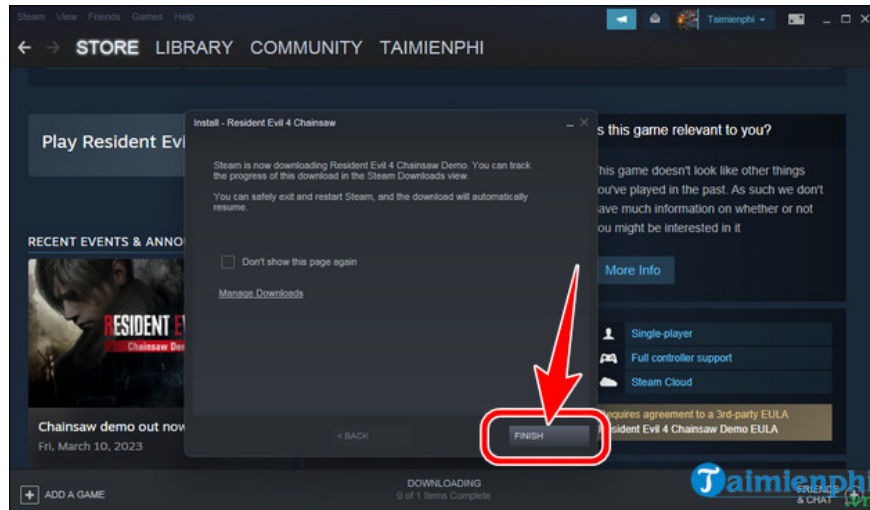 Steam View Friends Games Help
Taimienphi
STORE LIBRARY COMMUNITY TAIMIENPHI
Play Resident Evi
Install - Resident Evil 4 Chainsaw
Steam is now downloading Resident Evil 4 Chainsaw Demo. You can track
the progress of this download in the Steam Downloads view.
You can safely exit and restart Steam, and the download will automatically
resume.
Don't show this page again
Manage Downloads
< BACK
FINISH
s this game relevant to you?
his game doesn't look like other things
ou've played in the past. As such we don't
ave much information on whether or not
ou might be interested in it
More Info
Single-player
Full controller support
Steam Cloud
equires agreement to a 3rd-party EULA
esident Evil 4 Chainsaw Demo EULA
RECENT EVENTS & ANNO
RESIDENT E
Chainsaw De
Chainsaw demo out now
Fri, March 10, 2023
ADD A GAME
DOWNLOADING
0 of 1 Items Complete
FRIENDS
& CHAT
Taimienphi
.vn